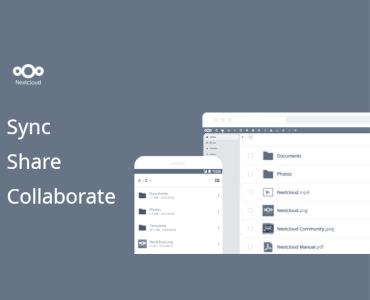 Nextcloud
Sync
Share
Collaborate
Documents
Photos
Nextcloud.mp4
Nextcloud.png
Nextcloud Community.jpeg
Nextcloud Manual.pdf
Documents
Photos
Templates
Nextcloud.png